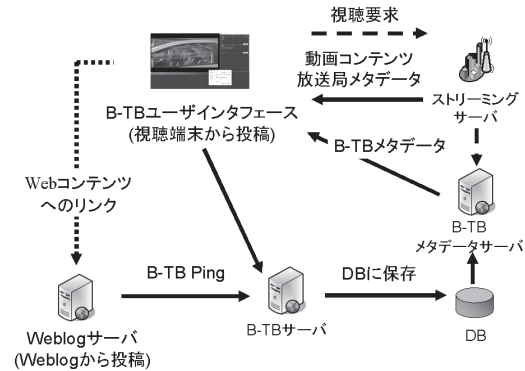 視聴要求
動画コンテンツ
放送局メタデータ
ストリーミング
サーバ
B-TBユーザインタフェース
(視聴端末から投稿)
B-TBメタデータ
Webコンテンツ
へのリンク
B-TB
メタデータサーバ
B-TB Ping
DBに保存
Weblogサーバ
(Weblogから投稿)
B-TBサーバ
DB